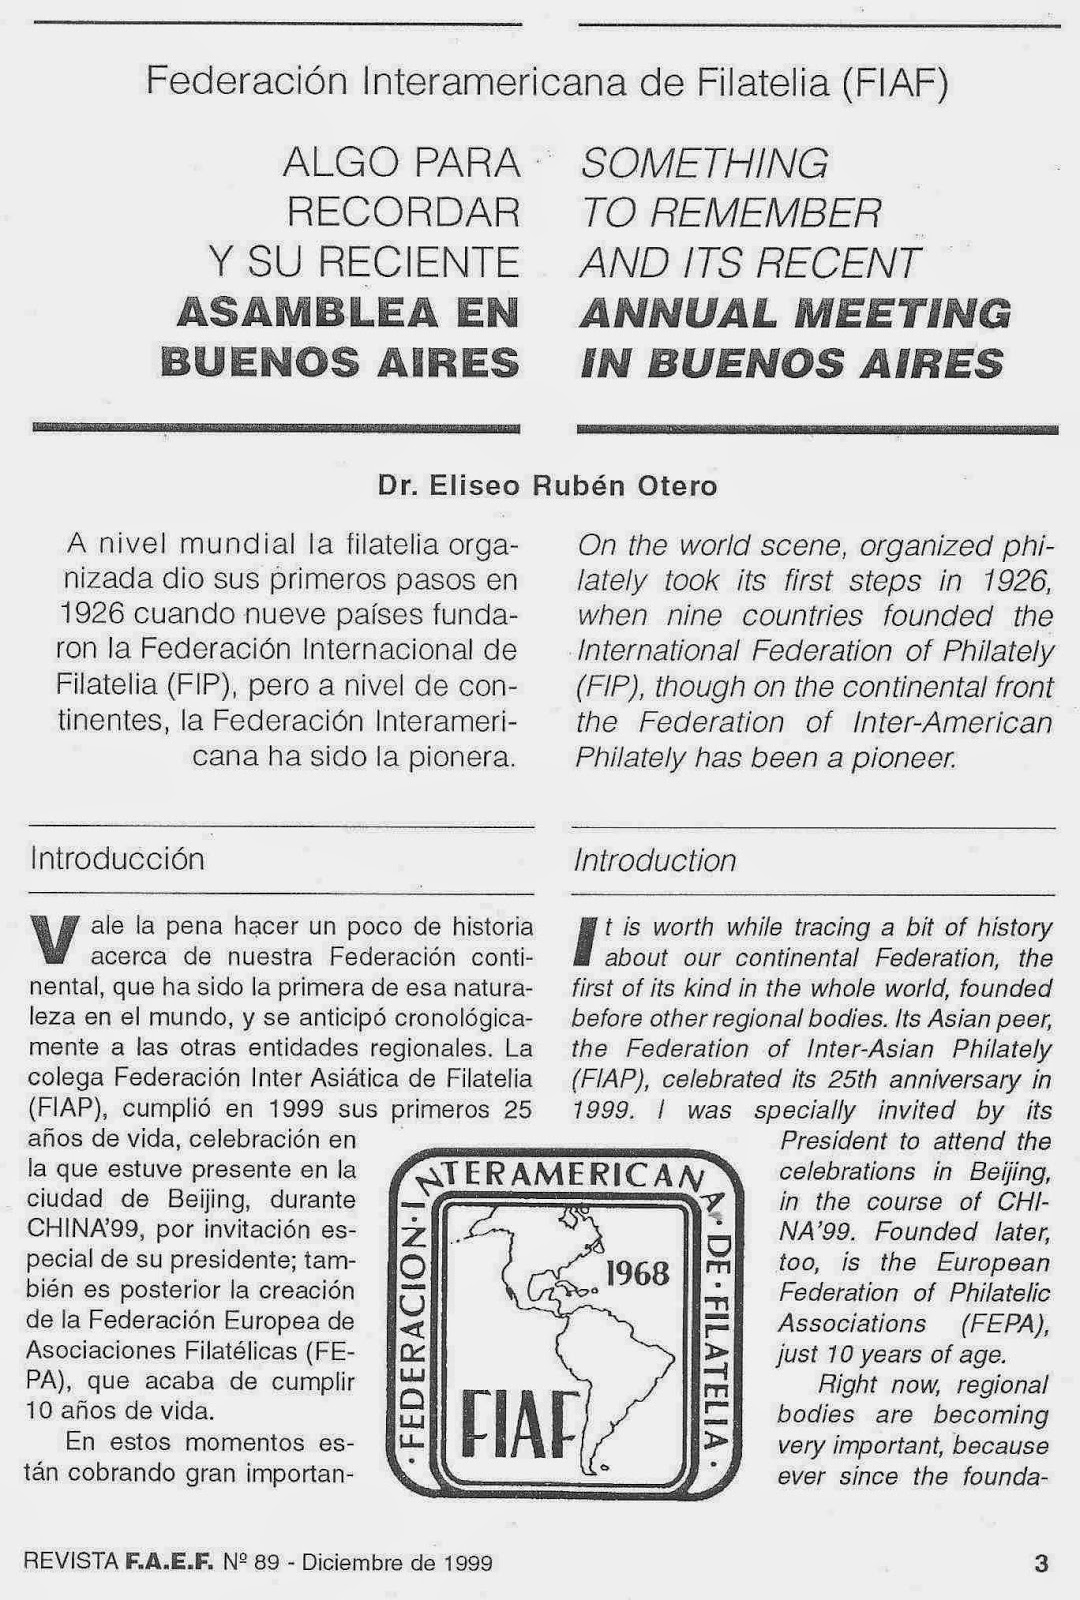 Federación Interamericana de Filatelia (FIAF)
ALGO PARA
RECORDAR
Y SU RECIENTE
ASAMBLEA EN
BUENOS AIRES
SOMETHING
TO REMEMBER
AND ITS RECENT
ANNUAL MEETING
IN BUENOS AIRES
Dr. Eliseo Rubén Otero
A nivel mundial la filatelia orga-
nizada dio sus primeros pasos en
1926 cuando nueve países funda-
ron la Federación Internacional de
Filatelia (FIP), pero a nivel de con-
tinentes, la Federación Interameri-
cana ha sido la pionera.
On the world scene, organized phi-
lately took its first steps in 1926,
when nine countries founded the
International Federation of Philately
(FIP), though on the continental front
the Federation of Inter-American
Philately has been a pioneer.
Introducción
Vale la pena hacer un poco de historia
acerca de nuestra Federación conti-
nental, que ha sido la primera de esa natura-
leza en el mundo, y se anticipó cronológica-
mente a las otras entidades regionales. La
colega Federación Inter Asiática de Filatelia
(FIAP), cumplió en 1999 sus primeros 25
años de vida, celebración en
la que estuve presente en la
ciudad de Beijing, durante
CHINA'99, por invitación es-
pecial de su presidente; tam-
bién es posterior la creación
de la Federación Europea de
Asociaciones Filatélicas (FE-
PA), que acaba de cumplir
10 años de vida.
En estos momentos es-
tán cobrando gran importan-
Introduction
It is worth while tracing a bit of history
about our continental Federation, the
first of its kind in the whole world, founded
before other regional bodies. Its Asian peer,
the Federation of Inter-Asian Philately
(FIAP), celebrated its 25th anniversary in
1999. I was specially invited by its
President to attend the
celebrations in Beijing,
in the course of CHI-
NA'99. Founded later,
too, is the European
Federation of Philatelic
Associations (FEPA),
just 10 years of age.
Right now, regional
bodies are becoming
very important, because
ever since the founda-
· FEDERACION · INTERAMERICANA · DE · FILATELIA ·
1968
FIAF
REVISTA F.A.E.F. Nº 89 - Diciembre de 1999
3